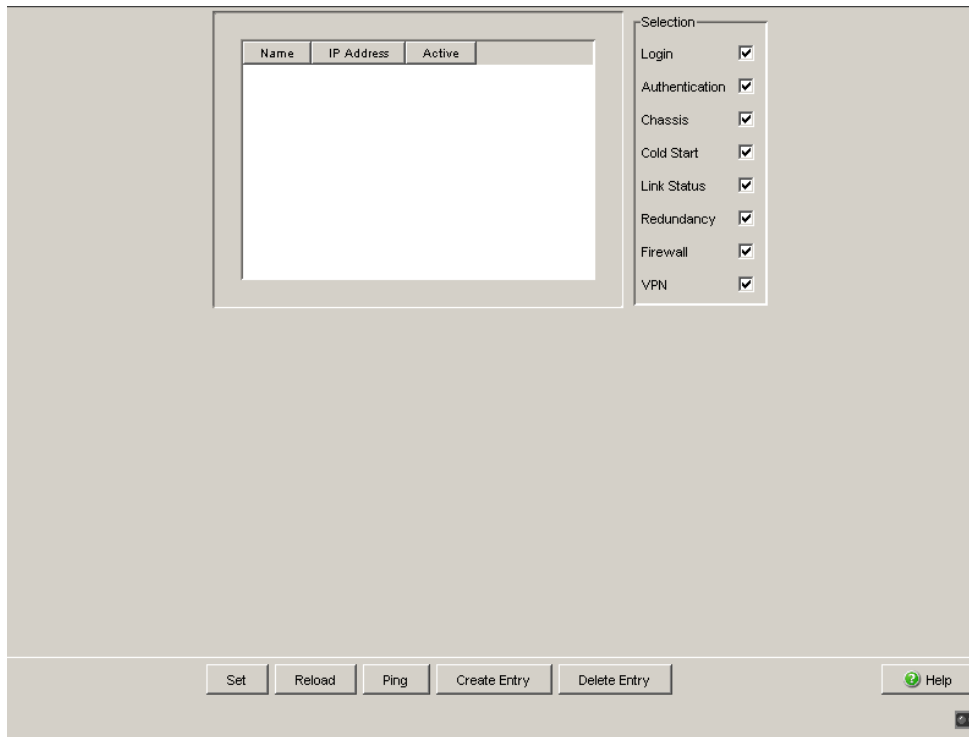 Name IP Address Active
Selection
Login
Authentication
Chassis
Cold Start
Link Status
Redundancy
Firewall
VPN
Set Reload Ping Create Entry Delete Entry Help